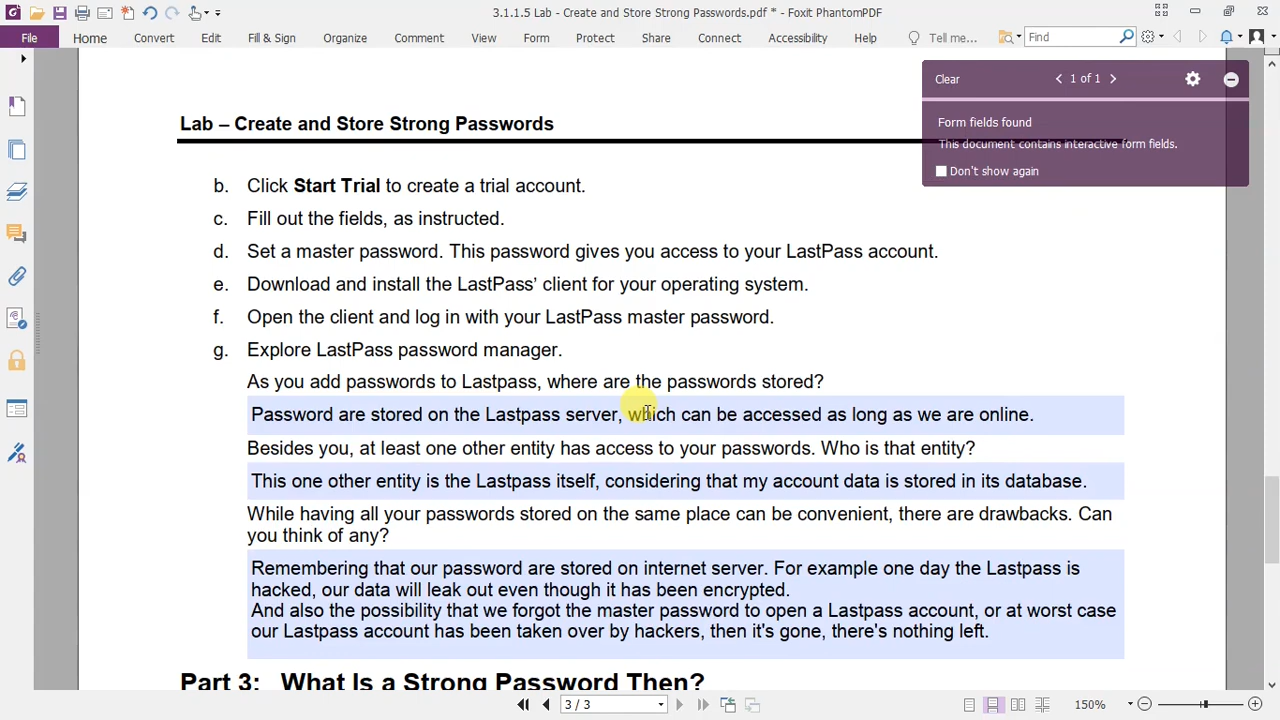 3.1.1.5 Lab - Create and Store Strong Passwords.pdf * - Foxit PhantomPDF
File Home Convert Edit Fill & Sign Organize Comment View Form Protect Share Connect Accessibility Help Tell me... Find
Clear 1 of 1
Form fields found
This document contains interactive form fields.
Don't show again
Lab – Create and Store Strong Passwords
b. Click Start Trial to create a trial account.
c. Fill out the fields, as instructed.
d. Set a master password. This password gives you access to your LastPass account.
e. Download and install the LastPass’ client for your operating system.
f. Open the client and log in with your LastPass master password.
g. Explore LastPass password manager.
As you add passwords to Lastpass, where are the passwords stored?
Password are stored on the Lastpass server, which can be accessed as long as we are online.
Besides you, at least one other entity has access to your passwords. Who is that entity?
This one other entity is the Lastpass itself, considering that my account data is stored in its database.
While having all your passwords stored on the same place can be convenient, there are drawbacks. Can
you think of any?
Remembering that our password are stored on internet server. For example one day the Lastpass is
hacked, our data will leak out even though it has been encrypted.
And also the possibility that we forgot the master password to open a Lastpass account, or at worst case
our Lastpass account has been taken over by hackers, then it's gone, there's nothing left.
Part 3: What Is a Strong Password Then?
3 / 3 150%